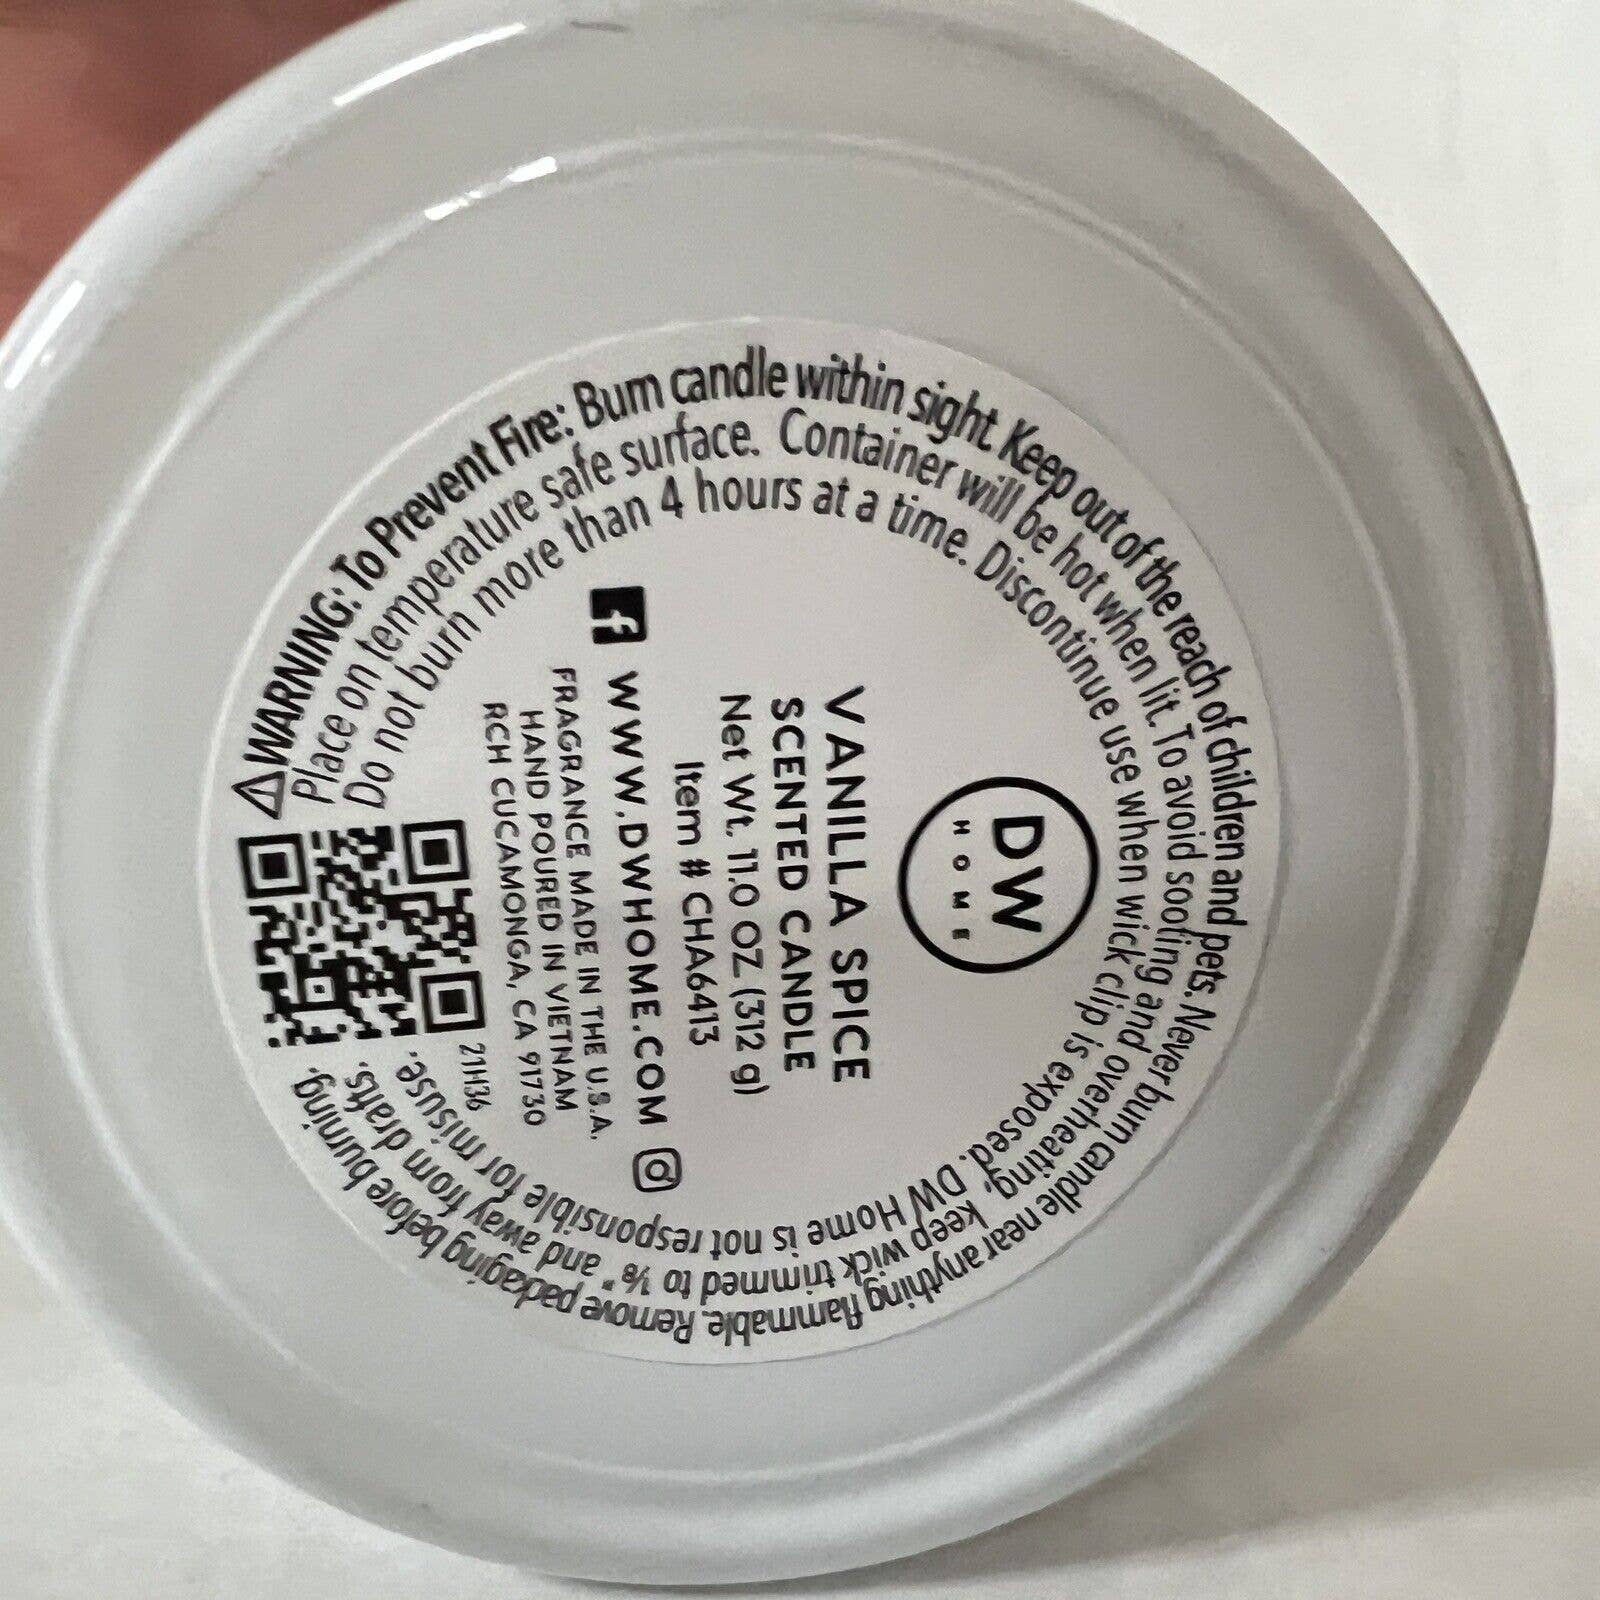 ⚠WARNING: To Prevent Fire: Burn candle within sight. Keep out of the reach of children and pets. Never burn candle near anything flammable. Remove packaging before burning.
Place on temperature safe surface. Container will be hot when lit. To avoid sooting and overheating, keep wick trimmed to ⅛" and away from drafts.
Do not burn more than 4 hours at a time. Discontinue use when wick clip is exposed. DW Home is not responsible for misuse.
DW
HOME
VANILLA SPICE
SCENTED CANDLE
Net Wt. 11.0 OZ (312 g)
Item # CHA6413
WWW.DWHOME.COM
FRAGRANCE MADE IN THE U.S.A.
HAND POURED IN VIETNAM
RCH CUCAMONGA, CA 91730
21H36